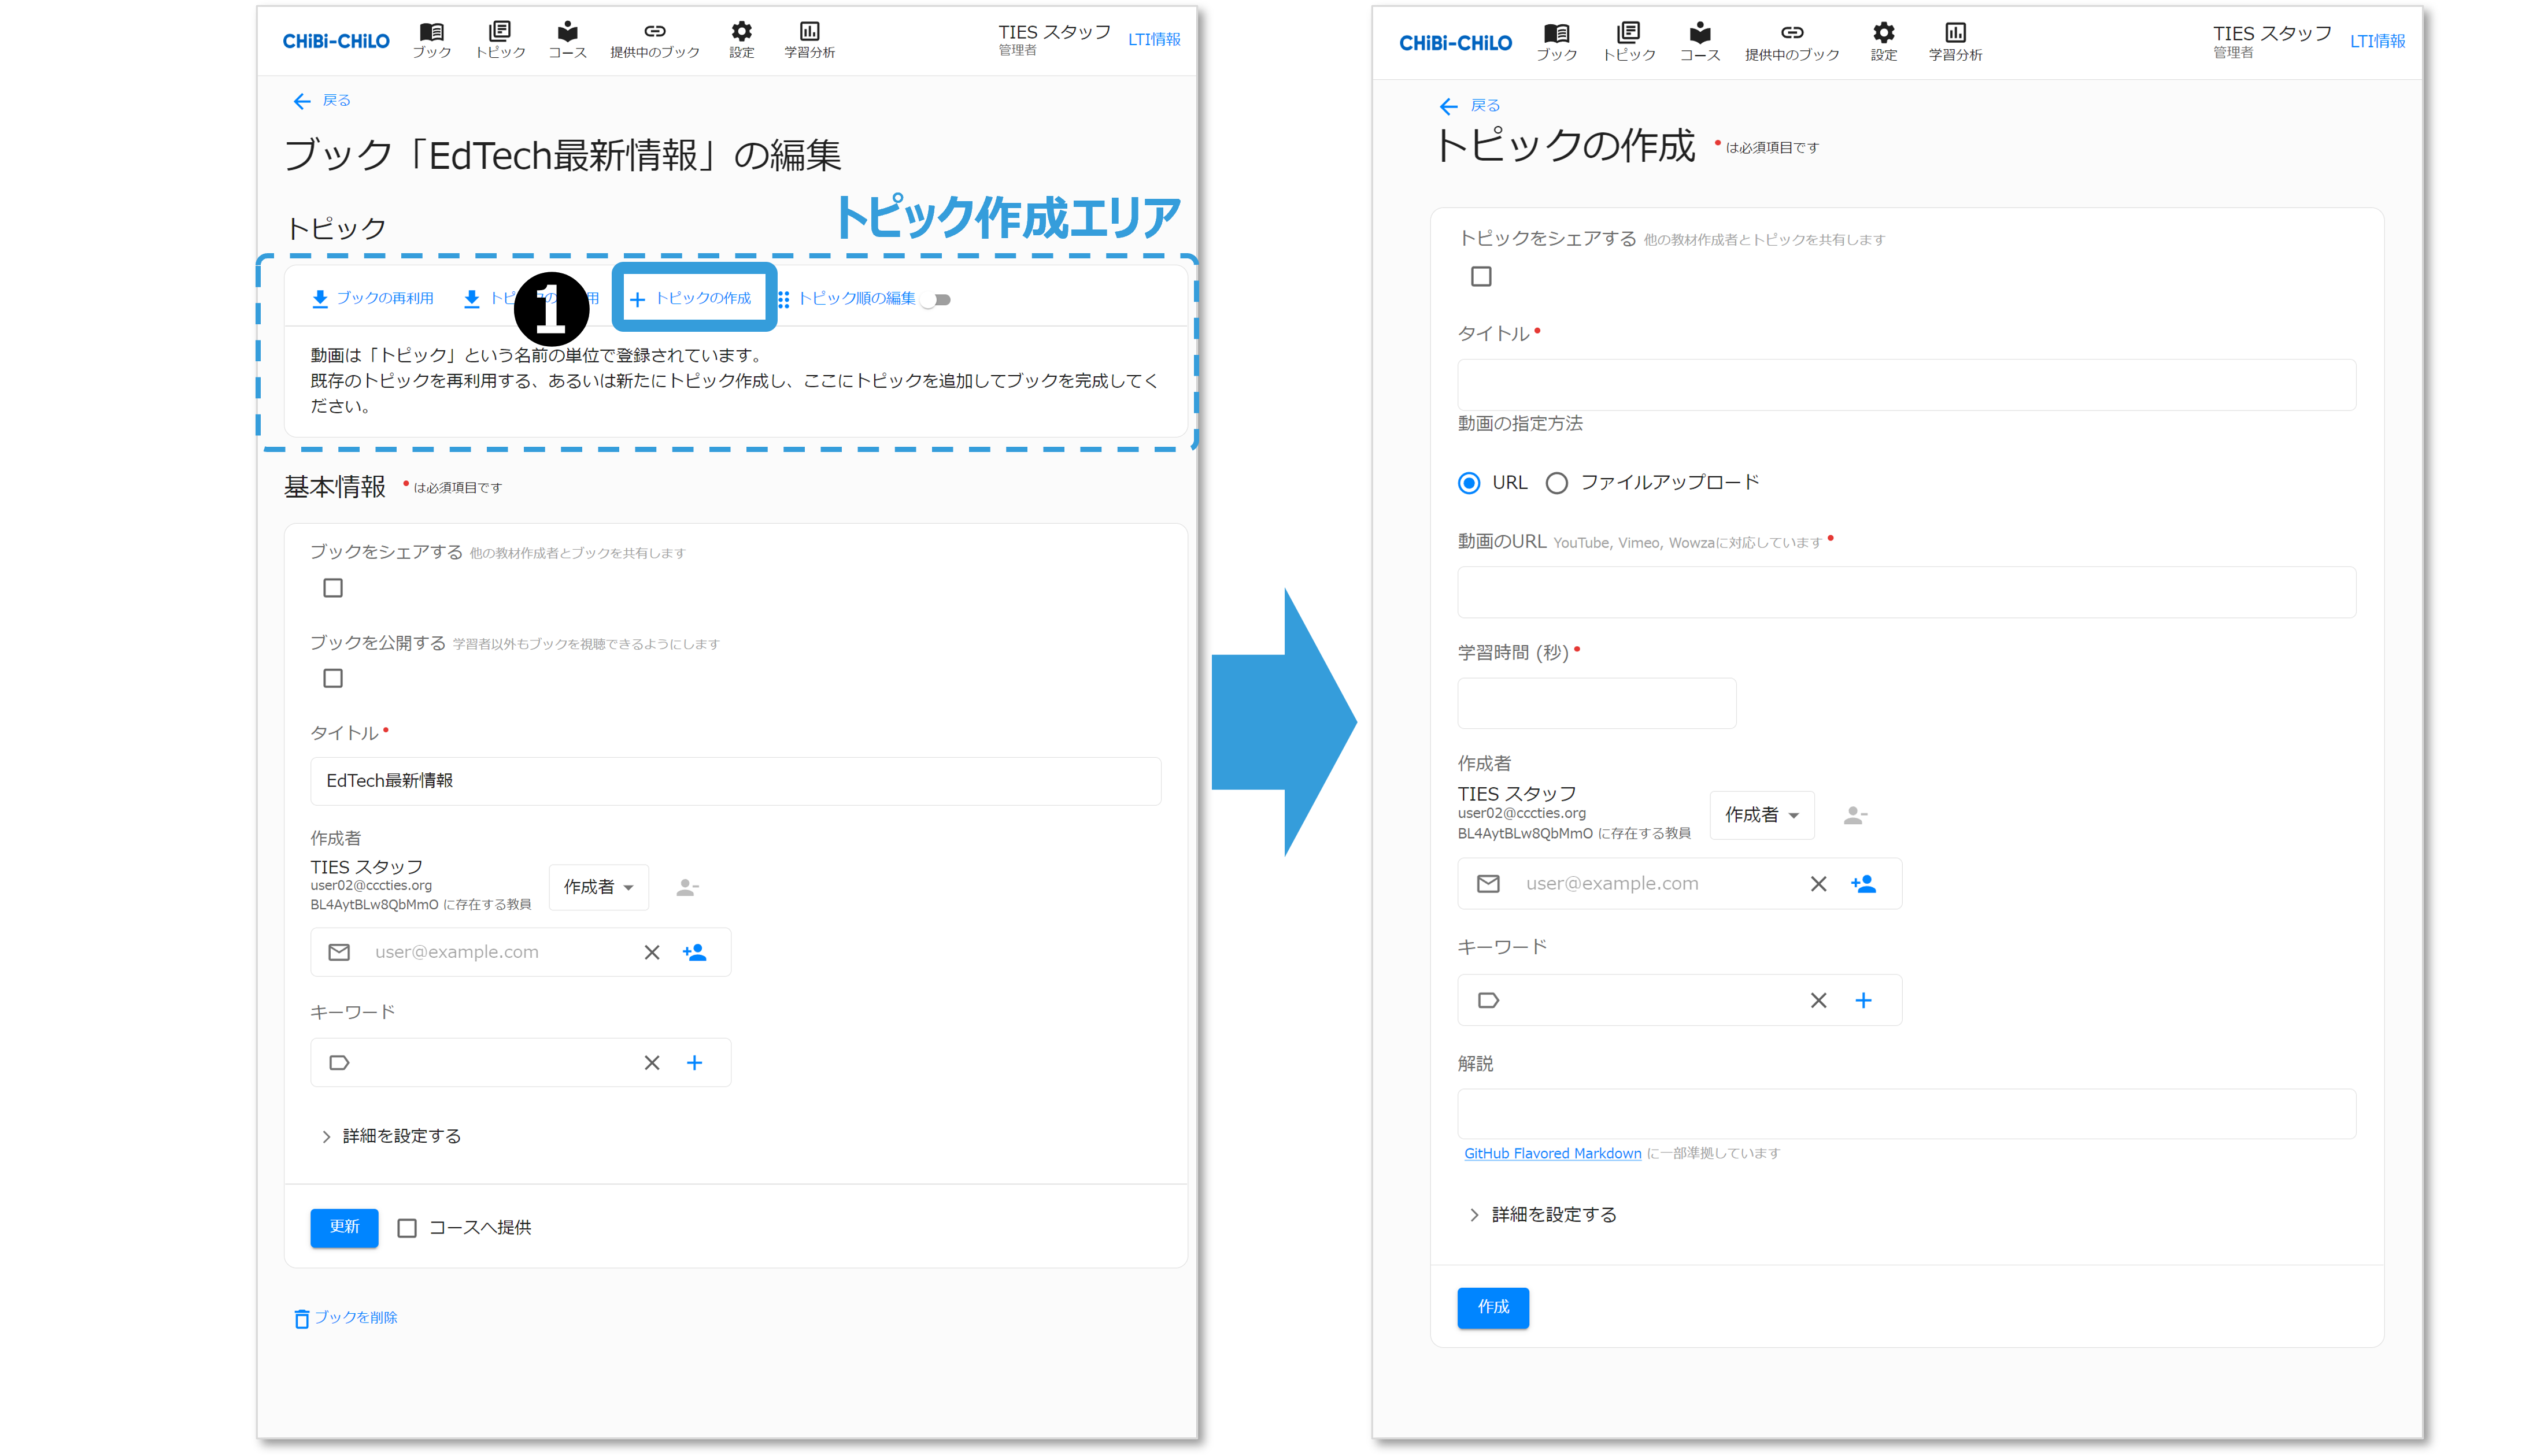 CHiBi-CHiLO
ブック
トピック
コース
提供中のブック
設定
学習分析
TIES スタッフ
管理者
LTI情報
戻る
ブック「EdTech最新情報」の編集
トピック作成エリア
トピック
ブックの再利用
トピックの 用
1
トピックの作成
トピック順の編集
動画は「トピック」という名前の単位で登録されています。
既存のトピックを再利用する、あるいは新たにトピック作成し、ここにトピックを追加してブックを完成してく
ださい。
基本情報 •は必須項目です
ブックをシェアする 他の教材作成者とブックを共有します
ブックを公開する 学習者以外もブックを視聴できるようにします
タイトル•
EdTech最新情報
作成者
TIES スタッフ
user02@cccties.org
BL4AytBLw8QbMmO に存在する教員
作成者
user@example.com
キーワード
詳細を設定する
更新
コースへ提供
ブックを削除
CHiBi-CHiLO
ブック
トピック
コース
提供中のブック
設定
学習分析
TIES スタッフ
管理者
LTI情報
戻る
トピックの作成 •は必須項目です
トピックをシェアする 他の教材作成者とトピックを共有します
タイトル•
動画の指定方法
URL ファイルアップロード
動画のURL YouTube, Vimeo, Wowzaに対応しています•
学習時間 (秒)•
作成者
TIES スタッフ
user02@cccties.org
BL4AytBLw8QbMmO に存在する教員
作成者
user@example.com
キーワード
解説
GitHub Flavored Markdown に一部準拠しています
詳細を設定する
作成